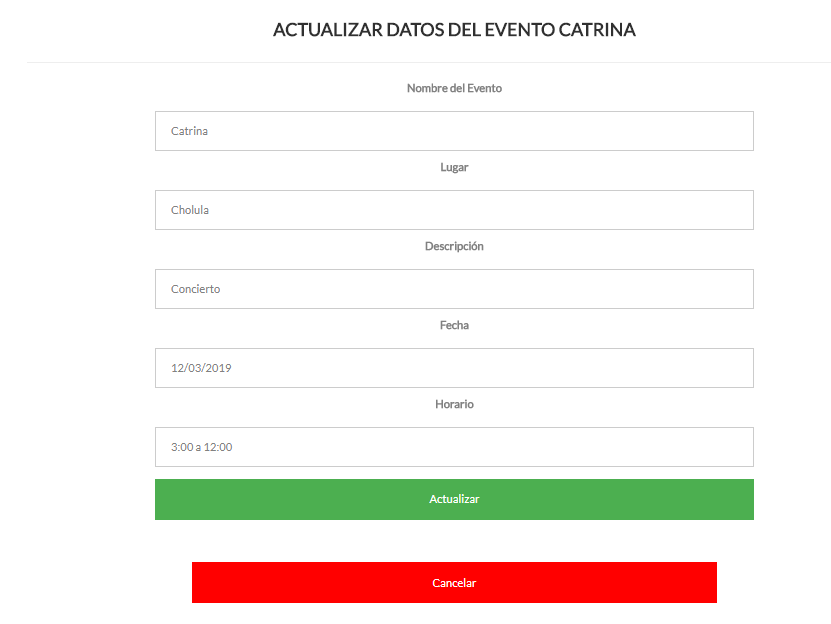 ACTUALIZAR DATOS DEL EVENTO CATRINA
Nombre del Evento
Catrina
Lugar
Cholula
Descripción
Concierto
Fecha
12/03/2019
Horario
3:00 a 12:00
Actualizar
Cancelar